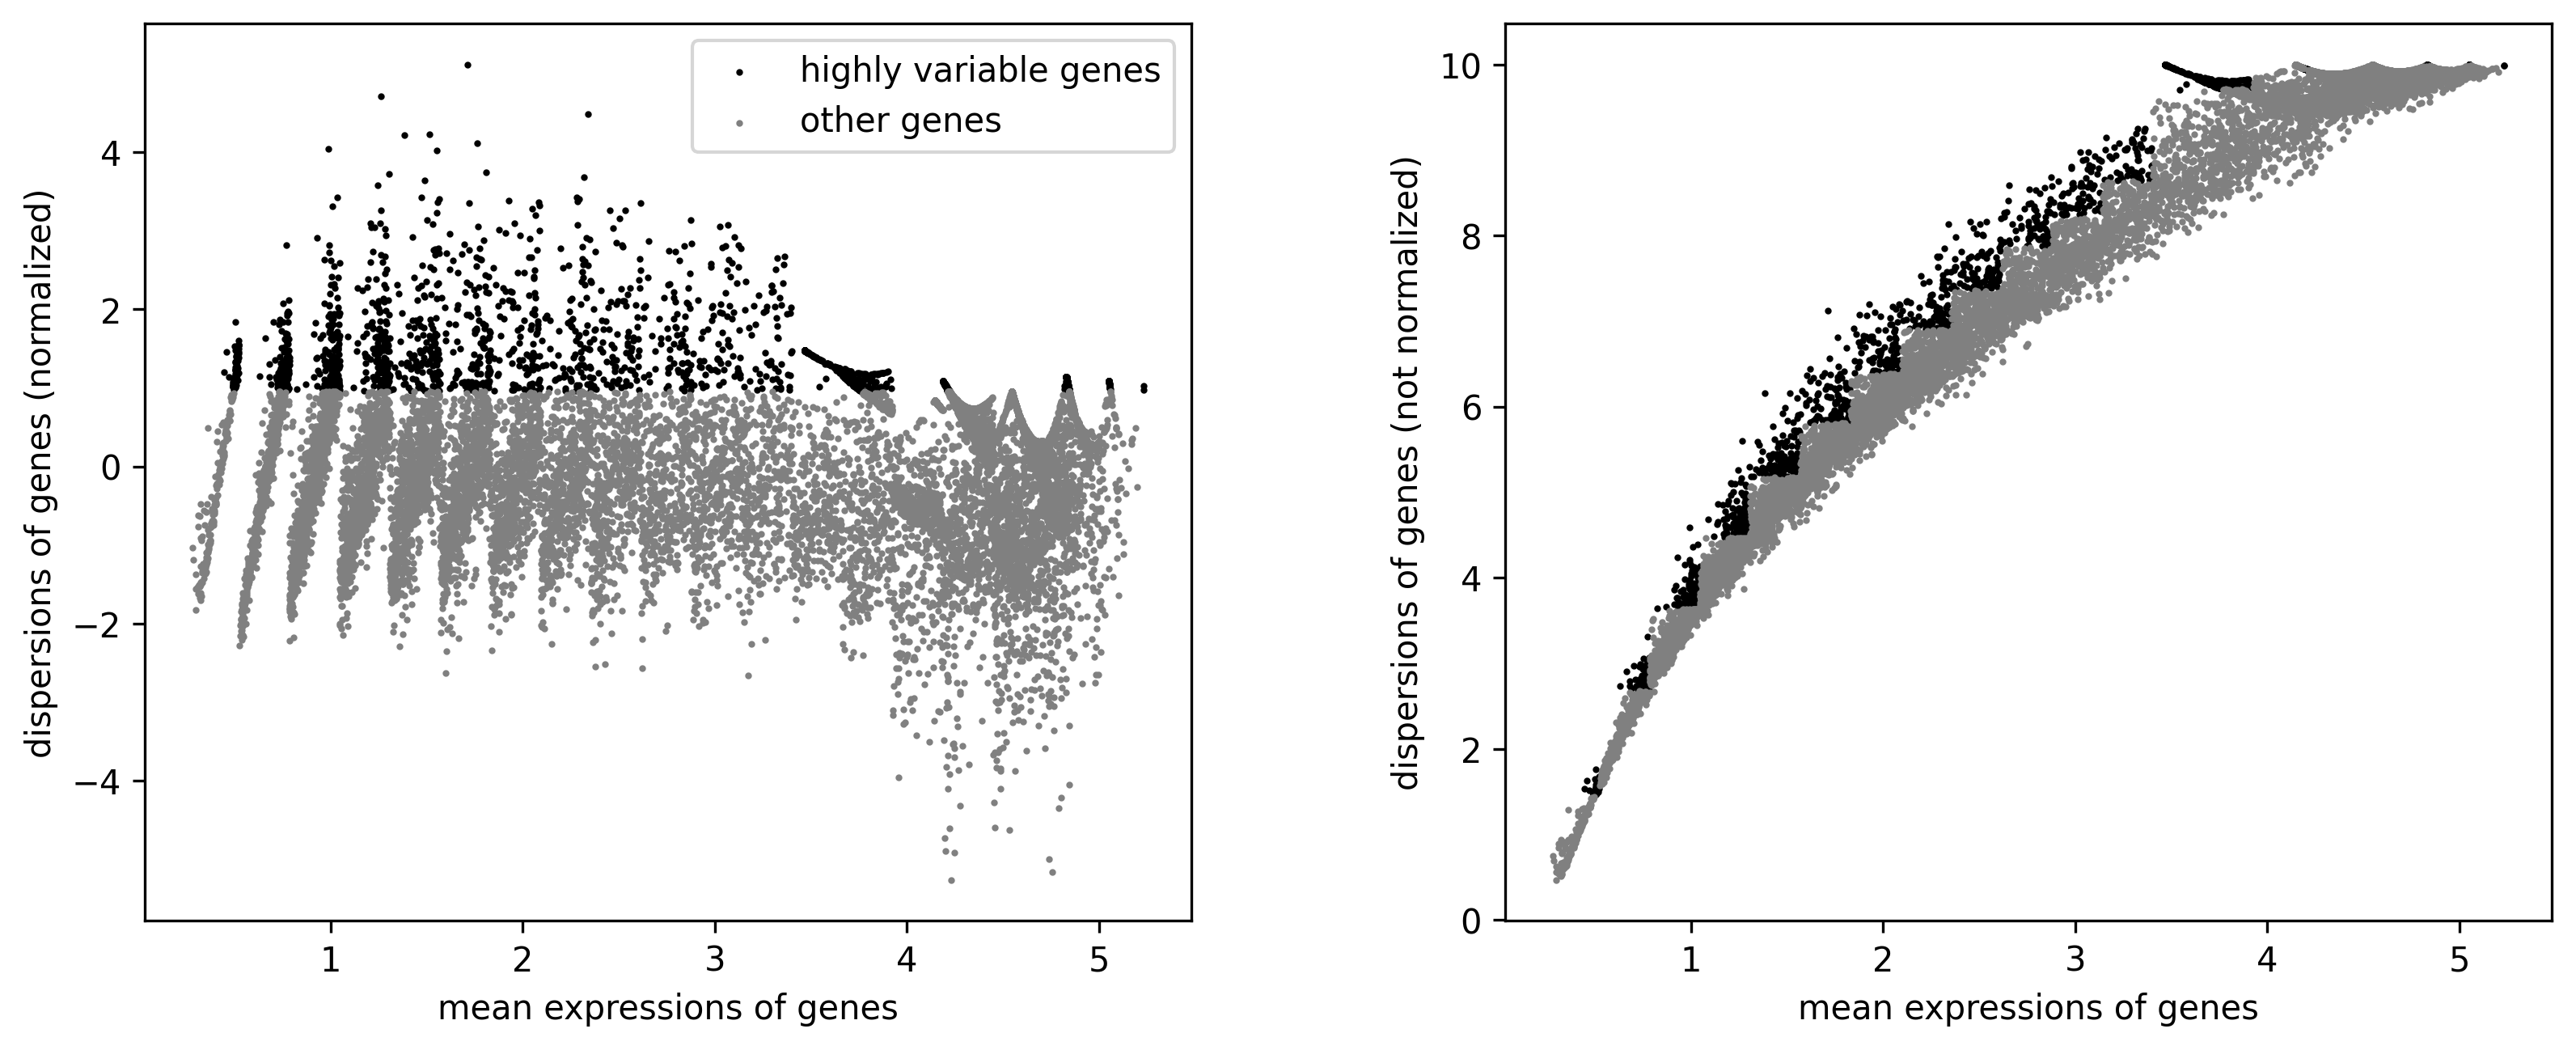 highly variable genes
other genes
dispersions of genes (normalized)
4
2
0
−2
−4
1 2 3 4 5
mean expressions of genes
dispersions of genes (not normalized)
10
8
6
4
2
0
1 2 3 4 5
mean expressions of genes